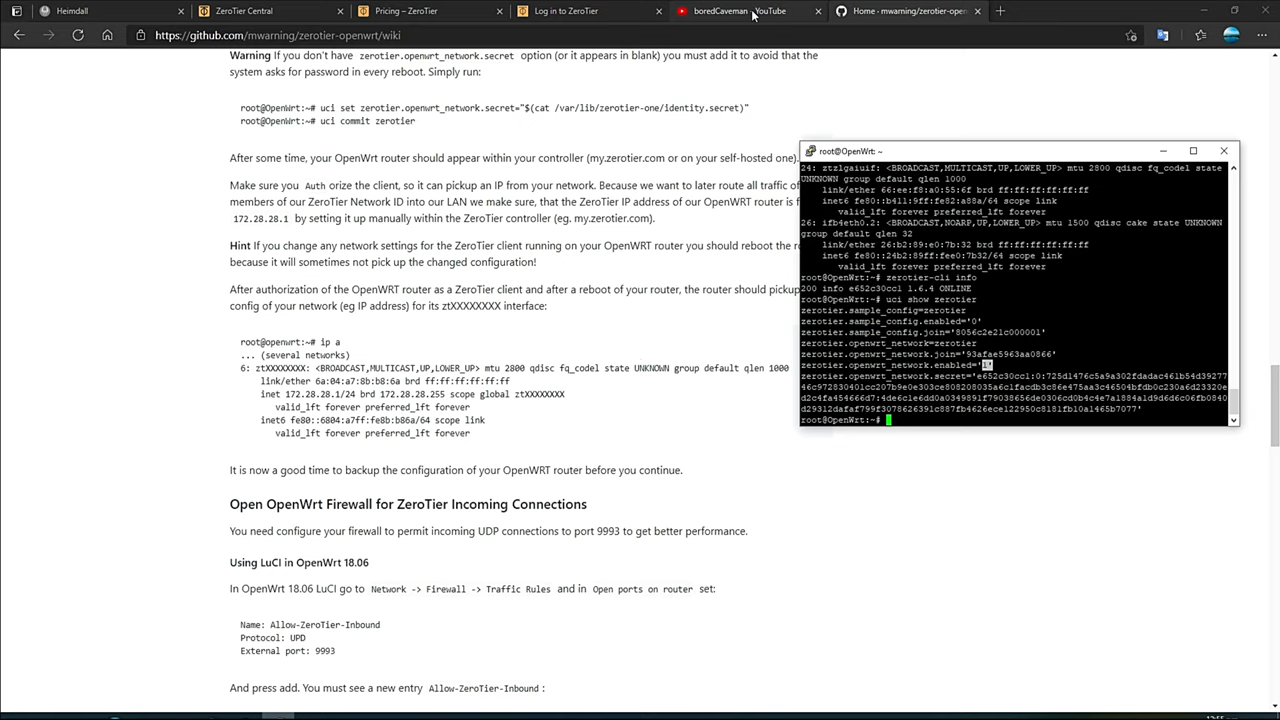 Heimdall
ZeroTier Central
Pricing – ZeroTier
Log in to ZeroTier
boredCaveman - YouTube
Home · mwarning/zerotier-open
https://github.com/mwarning/zerotier-openwrt/wiki
Warning If you don't have zerotier.openwrt_network.secret option (or it appears in blank) you must add it to avoid that the
system asks for password in every reboot. Simply run:
root@OpenWrt:~# uci set zerotier.openwrt_network.secret="$(cat /var/lib/zerotier-one/identity.secret)"
root@OpenWrt:~# uci commit zerotier
After some time, your OpenWrt router should appear within your controller (my.zerotier.com or on your self-hosted one).
Make sure you Auth orize the client, so it can pickup an IP from your network. Because we want to later route all traffic of
members of our ZeroTier Network ID into our LAN we make sure, that the ZeroTier IP address of our OpenWRT router is f
172.28.28.1 by setting it up manually within the ZeroTier controller (eg. my.zerotier.com).
Hint If you change any network settings for the ZeroTier client running on your OpenWRT router you should reboot the ro
because it will sometimes not pick up the changed configuration!
After authorization of the OpenWRT router as a ZeroTier client and after a reboot of your router, the router should pickup
config of your network (eg IP address) for its ztXXXXXXXX interface:
root@openwrt:~# ip a
... (several networks)
6: ztXXXXXXXX: <BROADCAST,MULTICAST,UP,LOWER_UP> mtu 2800 qdisc fq_codel state UNKNOWN group default qlen 1000
link/ether 6a:04:a7:8b:b8:6a brd ff:ff:ff:ff:ff:ff
inet 172.28.28.1/24 brd 172.28.28.255 scope global ztXXXXXXXX
valid_lft forever preferred_lft forever
inet6 fe80::6804:a7ff:fe8b:b86a/64 scope link
valid_lft forever preferred_lft forever
It is now a good time to backup the configuration of your OpenWRT router before you continue.
Open OpenWrt Firewall for ZeroTier Incoming Connections
You need configure your firewall to permit incoming UDP connections to port 9993 to get better performance.
Using LuCI in OpenWrt 18.06
In OpenWrt 18.06 LuCI go to Network -> Firewall -> Traffic Rules and in Open ports on router set:
Name: Allow-ZeroTier-Inbound
Protocol: UPD
External port: 9993
And press add. You must see a new entry Allow-ZeroTier-Inbound :
root@OpenWrt: ~
24: ztzlgaiuif: <BROADCAST,MULTICAST,UP,LOWER_UP> mtu 2800 qdisc fq_codel state
UNKNOWN group default qlen 1000
link/ether 66:ee:f8:a0:55:6f brd ff:ff:ff:ff:ff:ff
inet6 fe80::b411:9ff:fe82:a88a/64 scope link
valid_lft forever preferred_lft forever
26: ifb4eth0.2: <BROADCAST,MULTICAST,UP,LOWER_UP> mtu 1500 qdisc cake state UNKNOWN
group default qlen 32
link/ether 26:b2:89:e0:7b:32 brd ff:ff:ff:ff:ff:ff
inet6 fe80::24b2:89ff:fee0:7b32/64 scope link
valid_lft forever preferred_lft forever
root@OpenWrt:~# zerotier-cli info
200 info e652c30cc1 1.6.4 ONLINE
root@OpenWrt:~# uci show zerotier
zerotier.sample_config=zerotier
zerotier.sample_config.enabled='0'
zerotier.sample_config.join='8056c2e21c000001'
zerotier.openwrt_network=zerotier
zerotier.openwrt_network.join='93afae5963aa0866'
zerotier.openwrt_network.enabled='1'
root@OpenWrt:~#